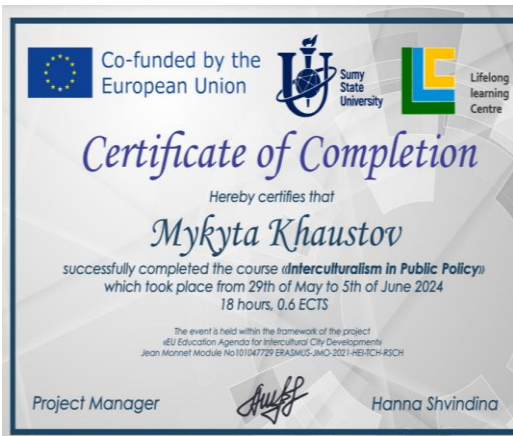 Co-funded by the
European Union
Sumy
State
University
Lifelong
learning
Centre
Certificate of Completion
Hereby certifies that
Mykyta Khaustov
successfully completed the course «Interculturalism in Public Policy»
which took place from 29th of May to 5th of June 2024
18 hours, 0.6 ECTS
The event is held within the framework of the project
«EU Education Agenda for Intercultural City Development»
Jean Monnet Module No101047729 ERASMUS-JMO-2021-HEI-TCH-RSCH
Project Manager
Hanna Shvindina